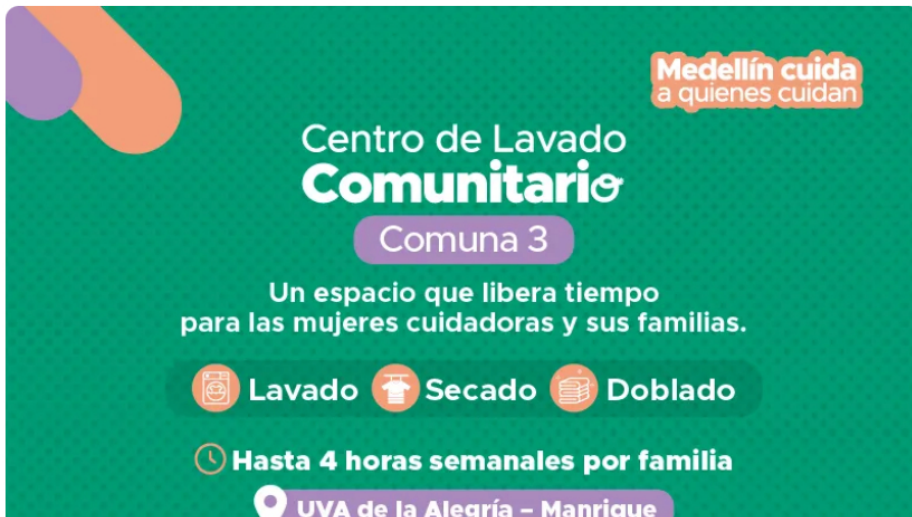 Medellín cuida
a quienes cuidan
Centro de Lavado
Comunitario
Comuna 3
Un espacio que libera tiempo
para las mujeres cuidadoras y sus familias.
Lavado Secado Doblado
Hasta 4 horas semanales por familia
UVA de la Alegría – Manrique